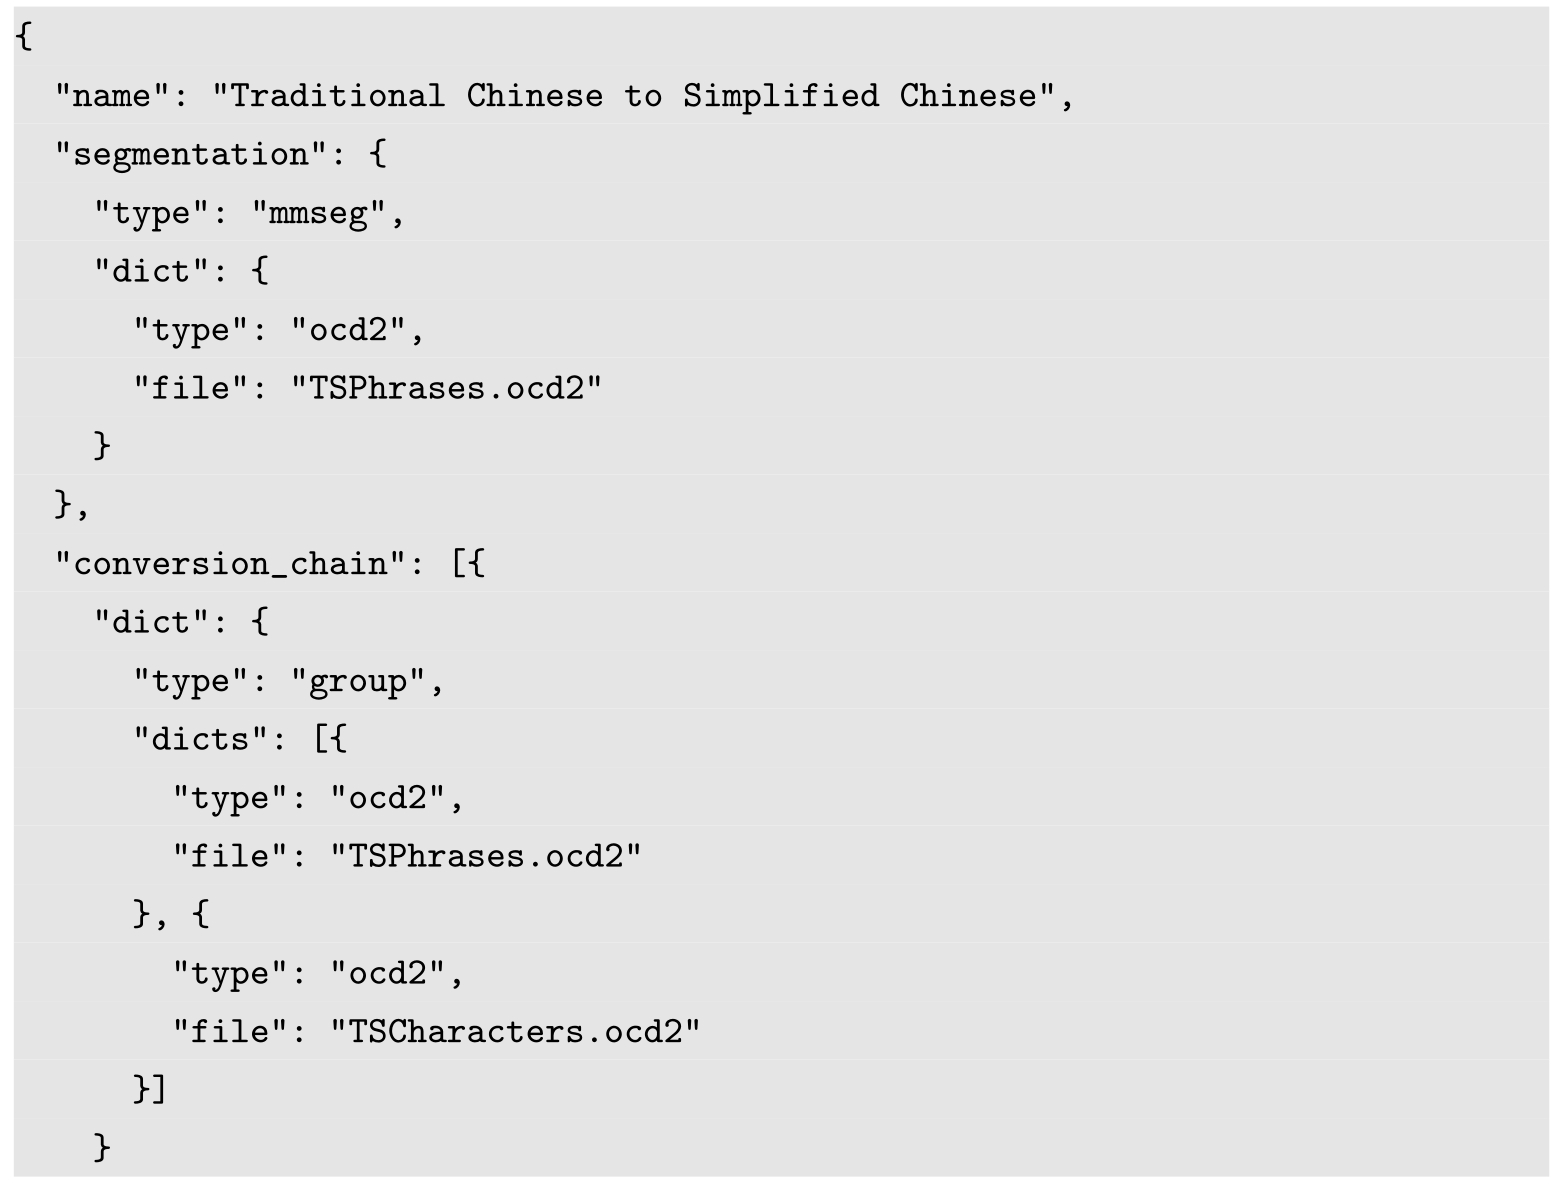 {
  "name": "Traditional Chinese to Simplified Chinese",
  "segmentation": {
    "type": "mmseg",
    "dict": {
      "type": "ocd2",
      "file": "TSPhrases.ocd2"
    }
  },
  "conversion_chain": [{
    "dict": {
      "type": "group",
      "dicts": [{
        "type": "ocd2",
        "file": "TSPhrases.ocd2"
      }, {
        "type": "ocd2",
        "file": "TSCharacters.ocd2"
      }]
    }